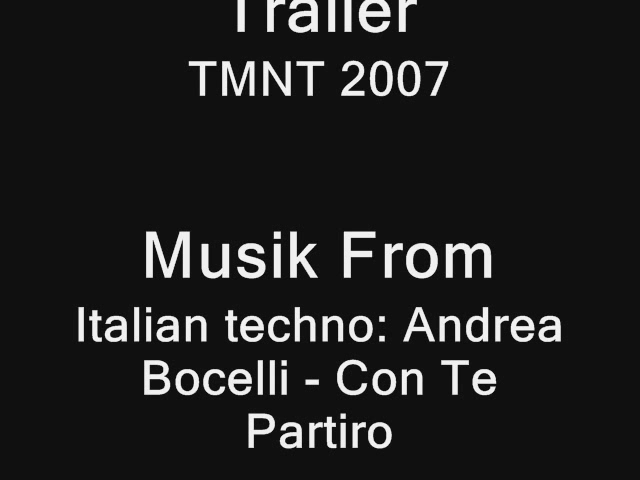 Trailer
TMNT 2007
Musik From
Italian techno: Andrea
Bocelli - Con Te
Partiro